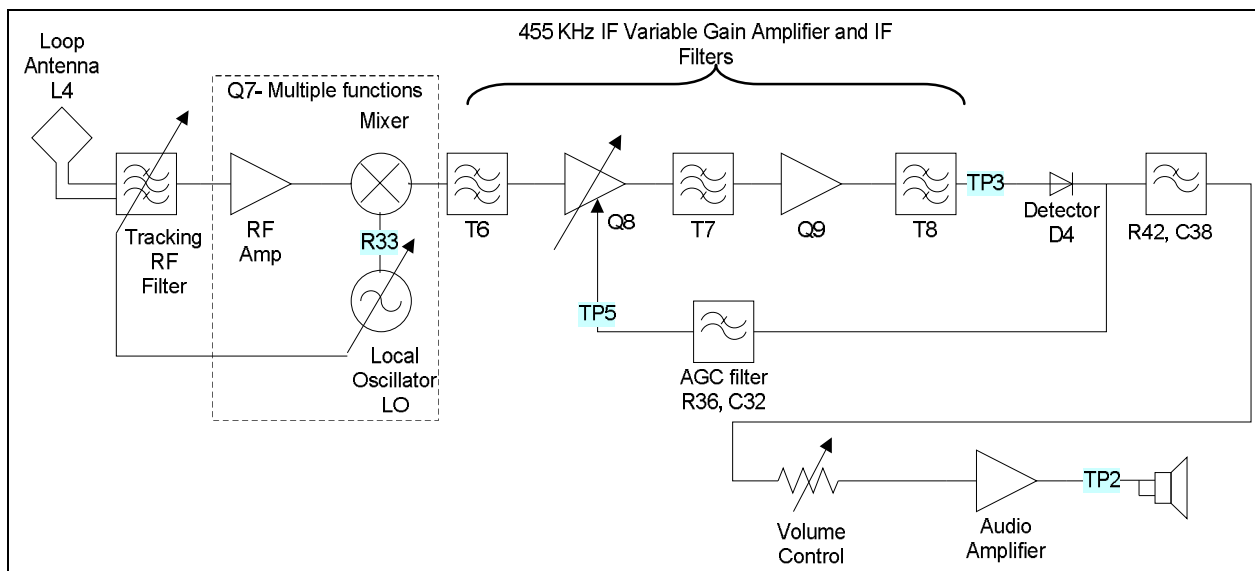 455 KHz IF Variable Gain Amplifier and IF
Filters
Loop
Antenna
L4
Q7- Multiple functions
Mixer
RF
Amp
Tracking
RF
Filter
R33
Local
Oscillator
LO
T6
Q8
T7
Q9
T8
TP3
Detector
D4
R42, C38
TP5
AGC filter
R36, C32
Volume
Control
Audio
Amplifier
TP2